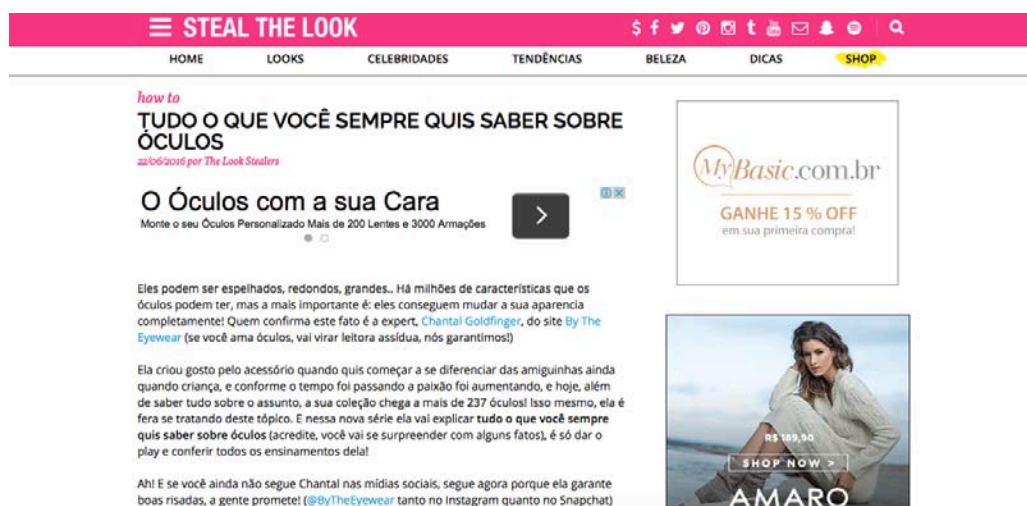 STEAL THE LOOK
HOME LOOKS CELEBRIDADES TENDÊNCIAS BELEZA DICAS SHOP
how to
TUDO O QUE VOCÊ SEMPRE QUIS SABER SOBRE
ÓCULOS
22/06/2016 por The Look Stealers
O Óculos com a sua Cara
Monte o seu Óculos Personalizado Mais de 200 Lentes e 3000 Armações
Eles podem ser espelhados, redondos, grandes.. Há milhões de características que os
óculos podem ter, mas a mais importante é: eles conseguem mudar a sua aparencia
completamente! Quem confirma este fato é a expert, Chantal Goldfinger, do site By The
Eyewear (se você ama óculos, vai virar leitora assídua, nós garantimos!)
Ela criou gosto pelo acessório quando quis começar a se diferenciar das amiguinhas ainda
quando criança, e conforme o tempo foi passando a paixão foi aumentando, e hoje, além
de saber tudo sobre o assunto, a sua coleção chega a mais de 237 óculos! Isso mesmo, ela é
fera se tratando deste tópico. E nessa nova série ela vai explicar tudo o que você sempre
quis saber sobre óculos (acredite, você vai se surpreender com alguns fatos), é só dar o
play e conferir todos os ensinamentos dela!
Ah! E se você ainda não segue Chantal nas mídias sociais, segue agora porque ela garante
boas risadas, a gente promete! (@ByTheEyewear tanto no Instagram quanto no Snapchat)
MyBasic.com.br
GANHE 15 % OFF
em sua primeira compra!
R$ 189,90
SHOP NOW >
AMARO